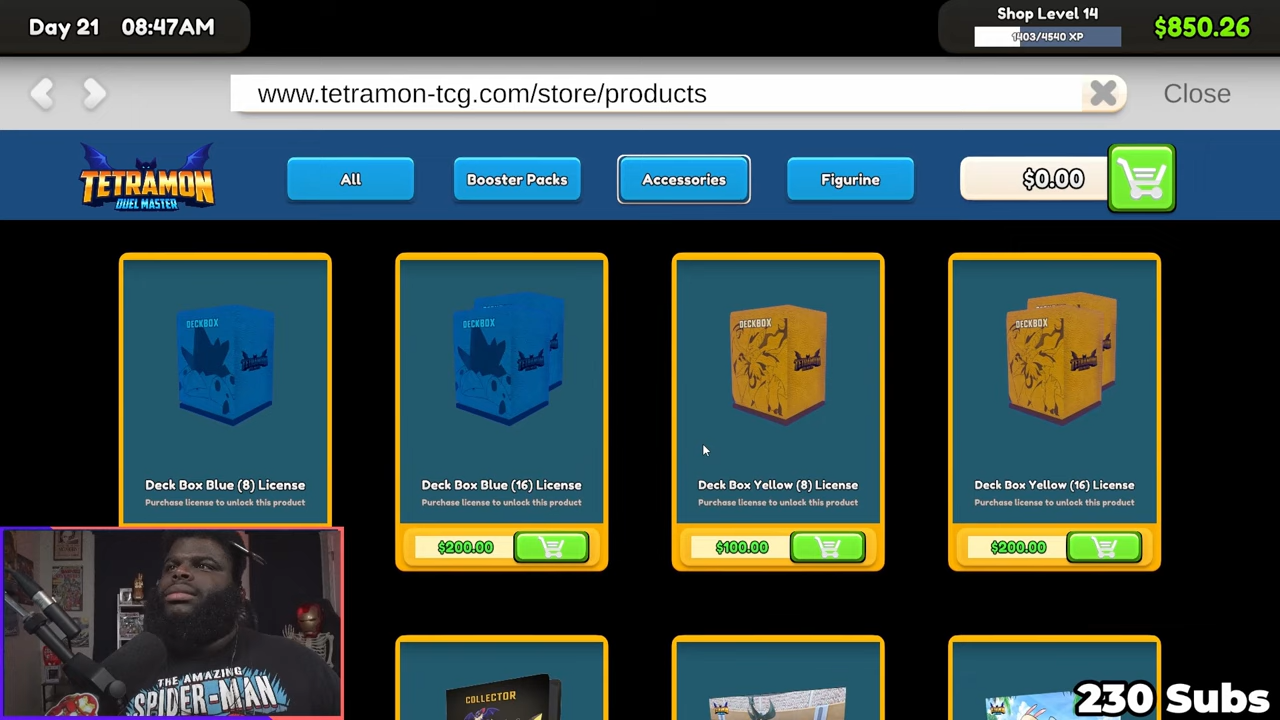 Day 21 08:47AM
Shop Level 14
1403/4540 XP
$850.26
www.tetramon-tcg.com/store/products
Close
TETRAMON
DUEL MASTER
All
Booster Packs
Accessories
Figurine
$0.00
DECKBOX
TETRAMON
DECKBOX
TETRAMON
DECKBOX
TETRAMON
DECKBOX
TETRAMON
Deck Box Blue (8) License
Purchase license to unlock this product
Deck Box Blue (16) License
Purchase license to unlock this product
Deck Box Yellow (8) License
Purchase license to unlock this product
Deck Box Yellow (16) License
Purchase license to unlock this product
$200.00
$100.00
$200.00
COLLECTOR
THE AMAZING
SPIDER-MAN
230 Subs